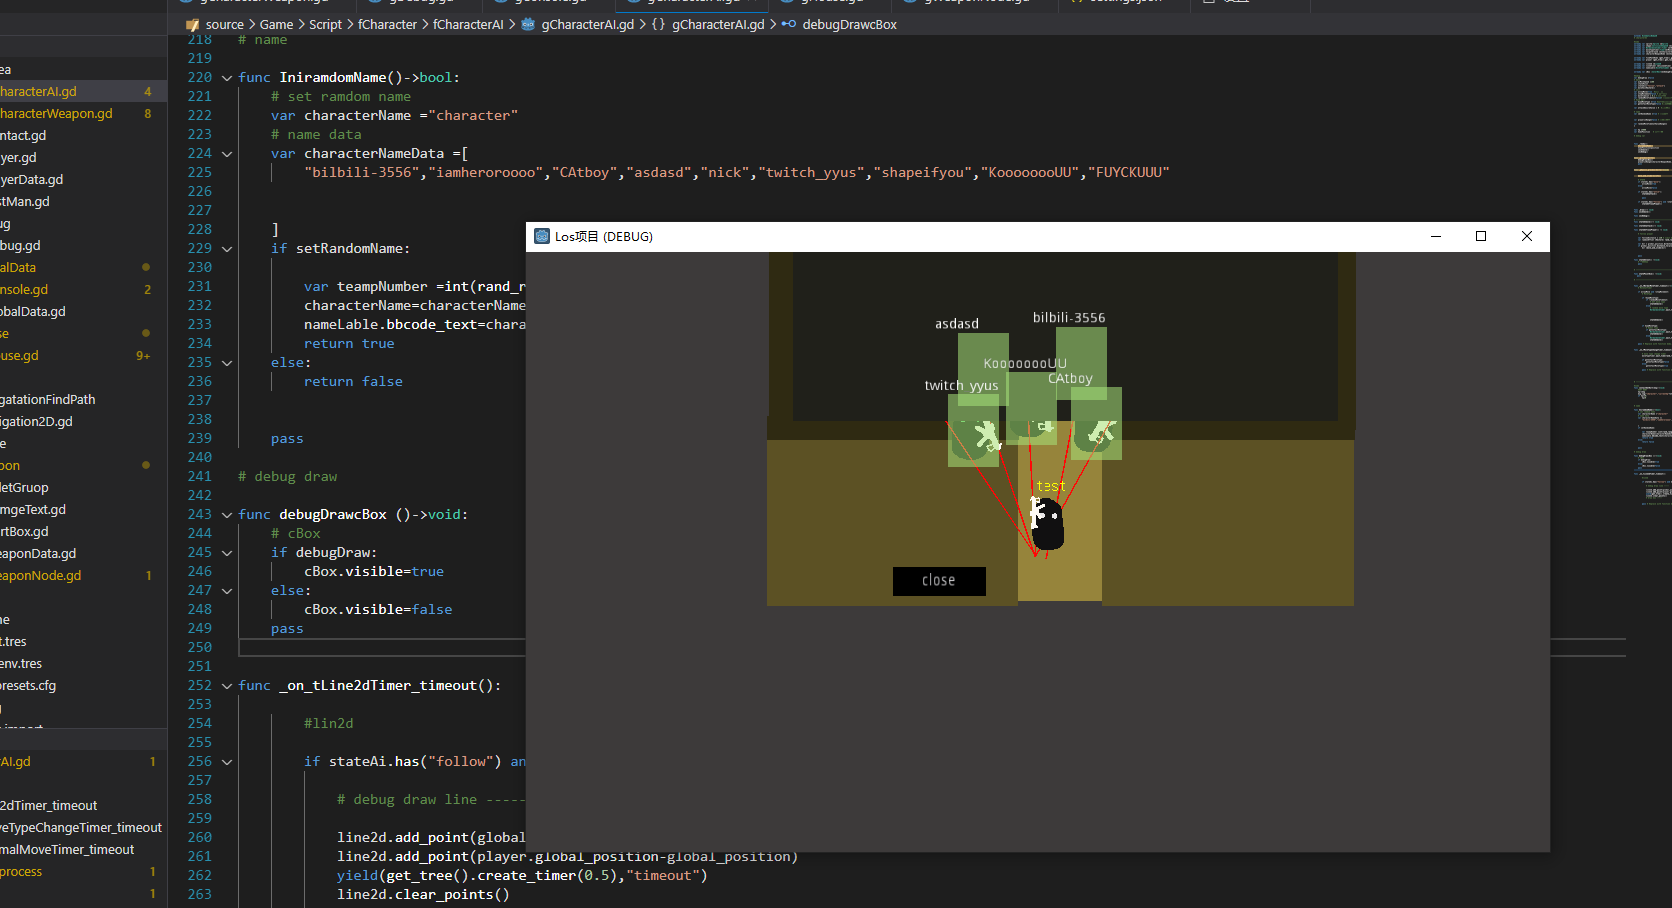 source > Game > Script > fCharacter > fCharacterAI > gCharacterAI.gd > {} gCharacterAI.gd > debugDrawcBox
ea
haracterAI.gd 4
haracterWeapon.gd 8
ntact.gd
yer.gd
yerData.gd
stMan.gd
ug
bug.gd
alData
nsole.gd 2
obalData.gd
se
ouse.gd 9+
gatationFindPath
igation2D.gd
e
pon
letGruop
mgeText.gd
rtBox.gd
eaponData.gd
eaponNode.gd 1
ne
t.tres
env.tres
presets.cfg
AI.gd 1
2dTimer_timeout
veTypeChangeTimer_timeout
malMoveTimer_timeout
process 1
1
218 # name
219
220 func IniramdomName()->bool:
221 # set ramdom name
222 var characterName ="character"
223 # name data
224 var characterNameData =[
225 "bilbili-3556","iamheroroooo","CAtboy","asdasd","nick","twitch_yyus","shapeifyou","KoooooooUU","FUYCKUUU"
226
227
228 ]
229 if setRandomName:
230
231 var teampNumber =int(rand_r
232 characterName=characterName
233 nameLable.bbcode_text=chara
234 return true
235 else:
236 return false
237
238
239 pass
240
241 # debug draw
242
243 func debugDrawcBox ()->void:
244 # cBox
245 if debugDraw:
246 cBox.visible=true
247 else:
248 cBox.visible=false
249 pass
250
251
252 func _on_tLine2dTimer_timeout():
253
254 #lin2d
255
256 if stateAi.has("follow") an
257
258 # debug draw line -----
259
260 line2d.add_point(global
261 line2d.add_point(player.global_position-global_position)
262 yield(get_tree().create_timer(0.5),"timeout")
263 line2d.clear_points()
Los项目 (DEBUG)
asdasd
bilbili-3556
KoooooooUU
CAtboy
twitch_yyus
test
close